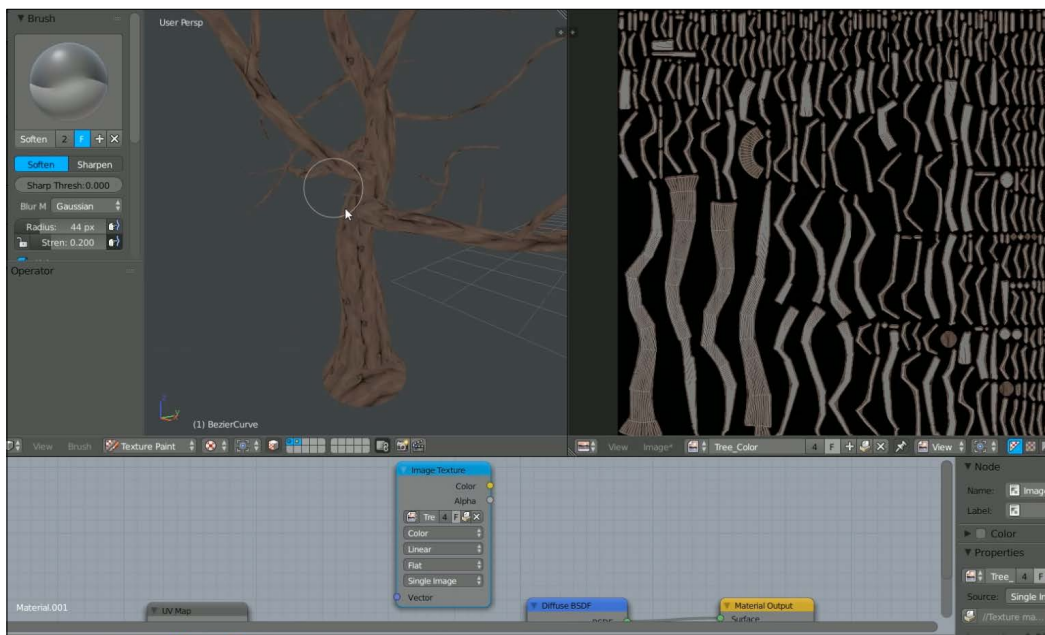 Brush
Soften 2 F
Soften Sharpen
Sharp Thresh:0.000
Blur M Gaussian
Radius: 44 px
Stren: 0.200
Operator
User Persp
(1) BezierCurve
View Brush Texture Paint
View Image* Tree_Color 4 F View
Image Texture
Color
Alpha
Tre 4 F
Color
Linear
Flat
Single Image
Vector
Material.001
UV Map
Diffuse BSDF
BSDF
Material Output
Surface
Node
Name: Image
Label:
Color
Properties
Tree_ 4 F
Source: Single In
//Texture ma...